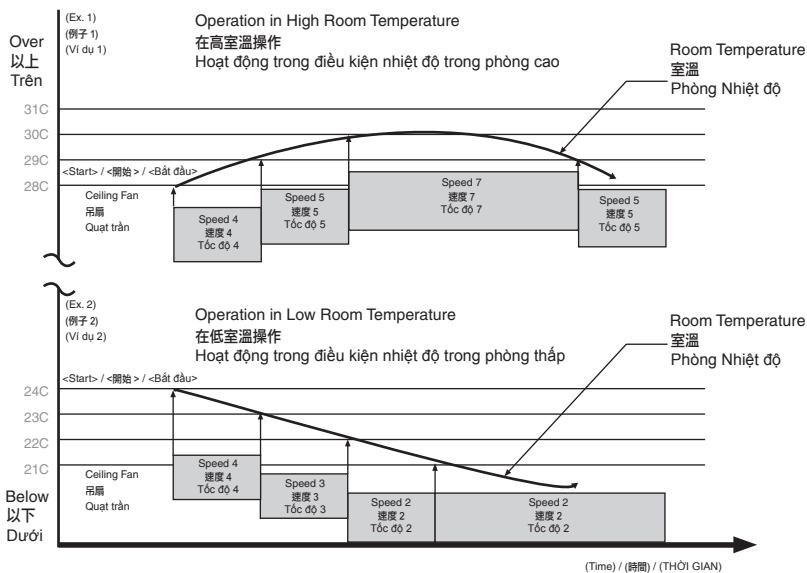 (Ex. 1)
(例子 1)
(Ví dụ 1)
Operation in High Room Temperature
在高室溫操作
Hoạt động trong điều kiện nhiệt độ trong phòng cao
Over
以上
Trên
Room Temperature
室溫
Phòng Nhiệt độ
31C
30C
29C
28C
<Start> / <開始> / <Bắt đầu>
Ceiling Fan
吊扇
Quạt trần
Speed 4
速度 4
Tốc độ 4
Speed 5
速度 5
Tốc độ 5
Speed 7
速度 7
Tốc độ 7
Speed 5
速度 5
Tốc độ 5
(Ex. 2)
(例子 2)
(Ví dụ 2)
Operation in Low Room Temperature
在低室溫操作
Hoạt động trong điều kiện nhiệt độ trong phòng thấp
Room Temperature
室溫
Phòng Nhiệt độ
<Start> / <開始> / <Bắt đầu>
24C
23C
22C
21C
Below
以下
Dưới
Ceiling Fan
吊扇
Quạt trần
Speed 4
速度 4
Tốc độ 4
Speed 3
速度 3
Tốc độ 3
Speed 2
速度 2
Tốc độ 2
Speed 2
速度 2
Tốc độ 2
(Time) / (時間) / (THỜI GIAN)